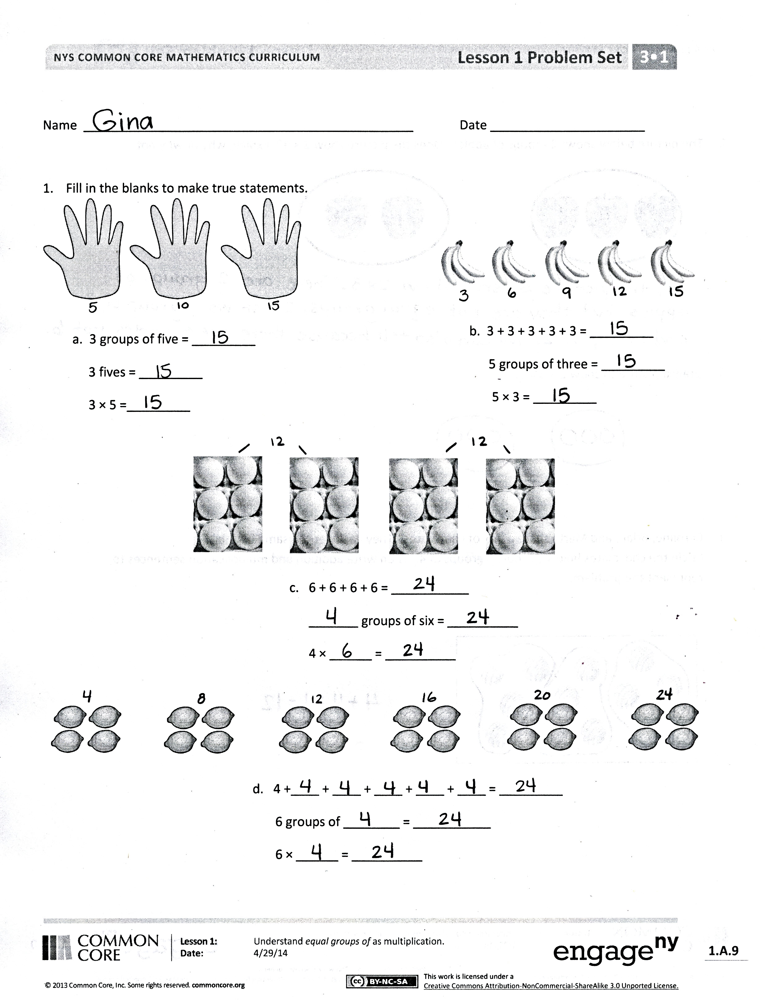 NYS COMMON CORE MATHEMATICS CURRICULUM Lesson 1 Problem Set 3•1
Name Gina Date
1. Fill in the blanks to make true statements.
5 10 15
3 6 9 12 15
a. 3 groups of five = 15
3 fives = 15
3 × 5 = 15
b. 3 + 3 + 3 + 3 + 3 = 15
5 groups of three = 15
5 × 3 = 15
12 12
c. 6 + 6 + 6 + 6 = 24
4 groups of six = 24
4 × 6 = 24
4 8 12 16 20 24
d. 4 + 4 + 4 + 4 + 4 + 4 = 24
6 groups of 4 = 24
6 × 4 = 24
COMMON CORE
Lesson 1: Understand equal groups of as multiplication.
Date: 4/29/14
engageny
1.A.9
© 2013 Common Core, Inc. Some rights reserved. commoncore.org
cc BY-NC-SA
This work is licensed under a
Creative Commons Attribution-NonCommercial-ShareAlike 3.0 Unported License.